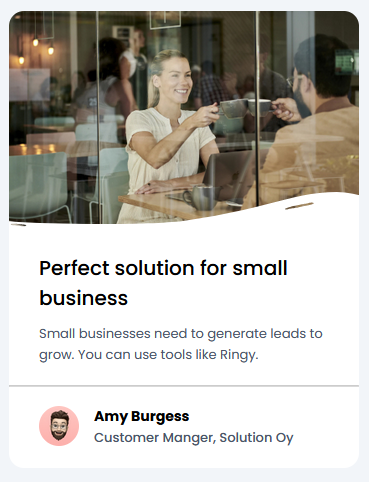 Perfect solution for small
business
Small businesses need to generate leads to
grow. You can use tools like Ringy.
Amy Burgess
Customer Manger, Solution Oy